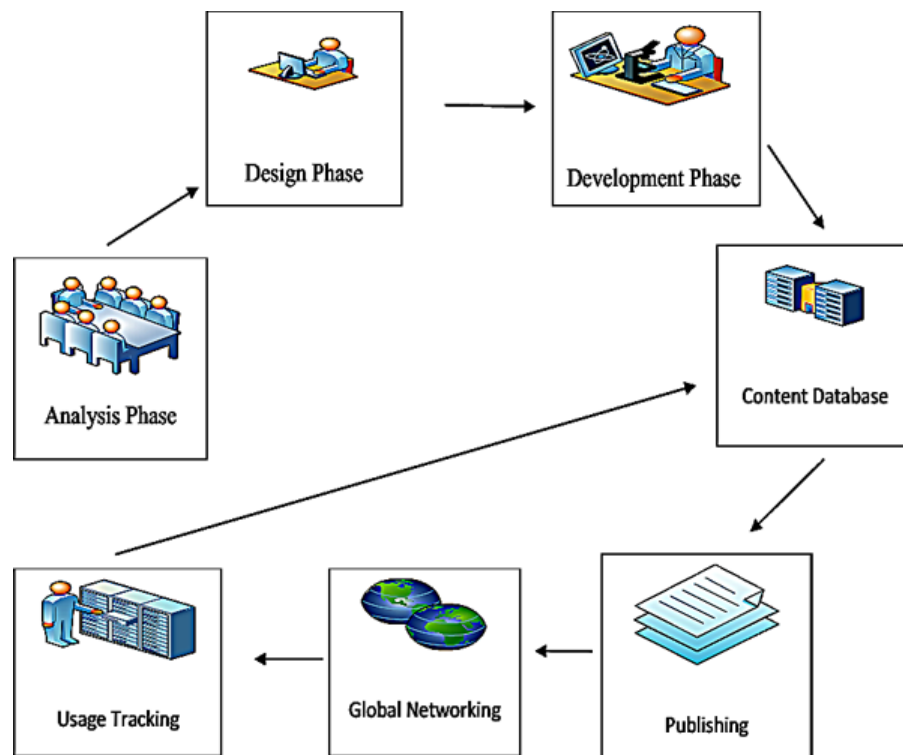 Design Phase
Development Phase
Analysis Phase
Content Database
Usage Tracking
Global Networking
Publishing